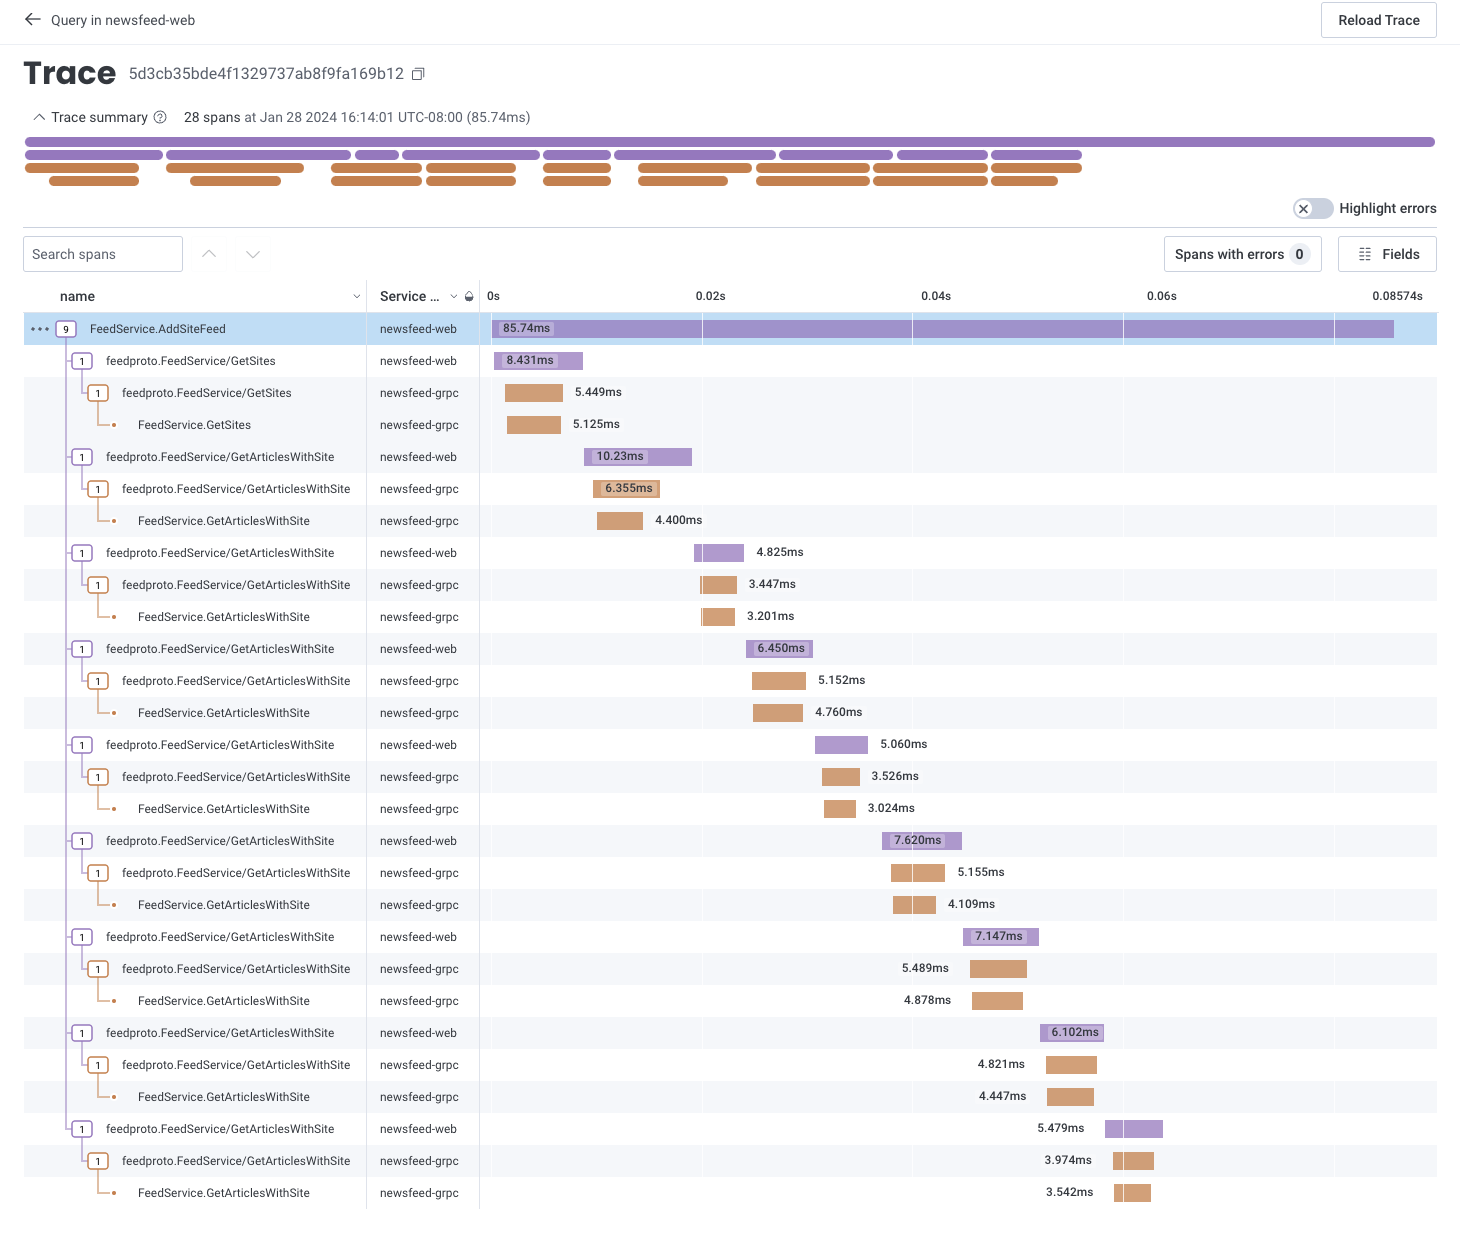 Query in newsfeed-web
Reload Trace
Trace 5d3cb35bde4f1329737ab8f9fa169b12
Trace summary 28 spans at Jan 28 2024 16:14:01 UTC-08:00 (85.74ms)
Highlight errors
Search spans
Spans with errors 0
Fields
name Service ... 0s 0.02s 0.04s 0.06s 0.08574s
9 FeedService.AddSiteFeed newsfeed-web 85.74ms
1 feedproto.FeedService/GetSites newsfeed-web 8.431ms
1 feedproto.FeedService/GetSites newsfeed-grpc 5.449ms
FeedService.GetSites newsfeed-grpc 5.125ms
1 feedproto.FeedService/GetArticlesWithSite newsfeed-web 10.23ms
1 feedproto.FeedService/GetArticlesWithSite newsfeed-grpc 6.355ms
FeedService.GetArticlesWithSite newsfeed-grpc 4.400ms
1 feedproto.FeedService/GetArticlesWithSite newsfeed-web 4.825ms
1 feedproto.FeedService/GetArticlesWithSite newsfeed-grpc 3.447ms
FeedService.GetArticlesWithSite newsfeed-grpc 3.201ms
1 feedproto.FeedService/GetArticlesWithSite newsfeed-web 6.450ms
1 feedproto.FeedService/GetArticlesWithSite newsfeed-grpc 5.152ms
FeedService.GetArticlesWithSite newsfeed-grpc 4.760ms
1 feedproto.FeedService/GetArticlesWithSite newsfeed-web 5.060ms
1 feedproto.FeedService/GetArticlesWithSite newsfeed-grpc 3.526ms
FeedService.GetArticlesWithSite newsfeed-grpc 3.024ms
1 feedproto.FeedService/GetArticlesWithSite newsfeed-web 7.620ms
1 feedproto.FeedService/GetArticlesWithSite newsfeed-grpc 5.155ms
FeedService.GetArticlesWithSite newsfeed-grpc 4.109ms
1 feedproto.FeedService/GetArticlesWithSite newsfeed-web 7.147ms
1 feedproto.FeedService/GetArticlesWithSite newsfeed-grpc 5.489ms
FeedService.GetArticlesWithSite newsfeed-grpc 4.878ms
1 feedproto.FeedService/GetArticlesWithSite newsfeed-web 6.102ms
1 feedproto.FeedService/GetArticlesWithSite newsfeed-grpc 4.821ms
FeedService.GetArticlesWithSite newsfeed-grpc 4.447ms
1 feedproto.FeedService/GetArticlesWithSite newsfeed-web 5.479ms
1 feedproto.FeedService/GetArticlesWithSite newsfeed-grpc 3.974ms
FeedService.GetArticlesWithSite newsfeed-grpc 3.542ms